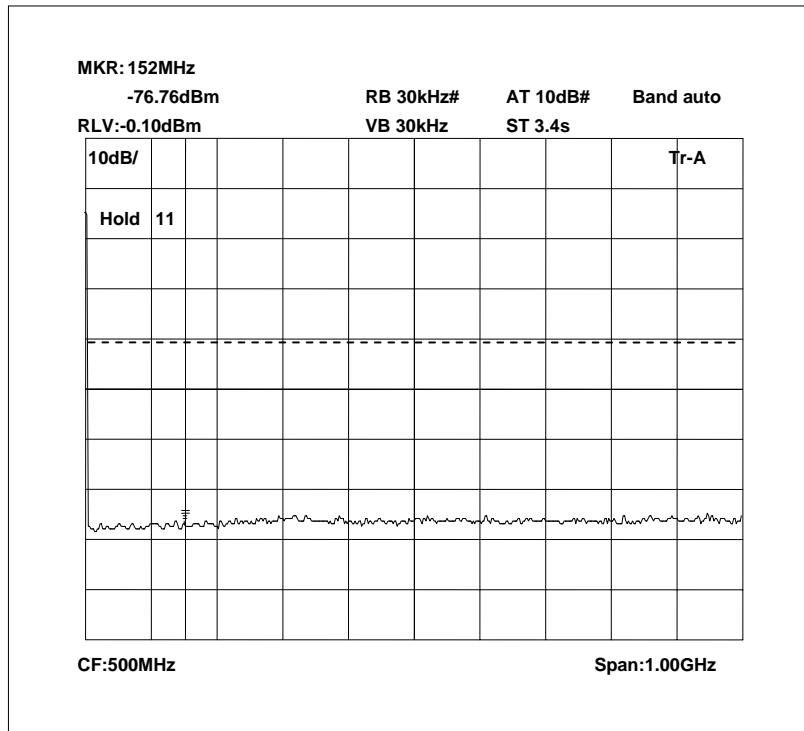 MKR: 152MHz
-76.76dBm RB 30kHz# AT 10dB# Band auto
RLV:-0.10dBm VB 30kHz ST 3.4s
10dB/ Tr-A
Hold 11
CF:500MHz Span:1.00GHz